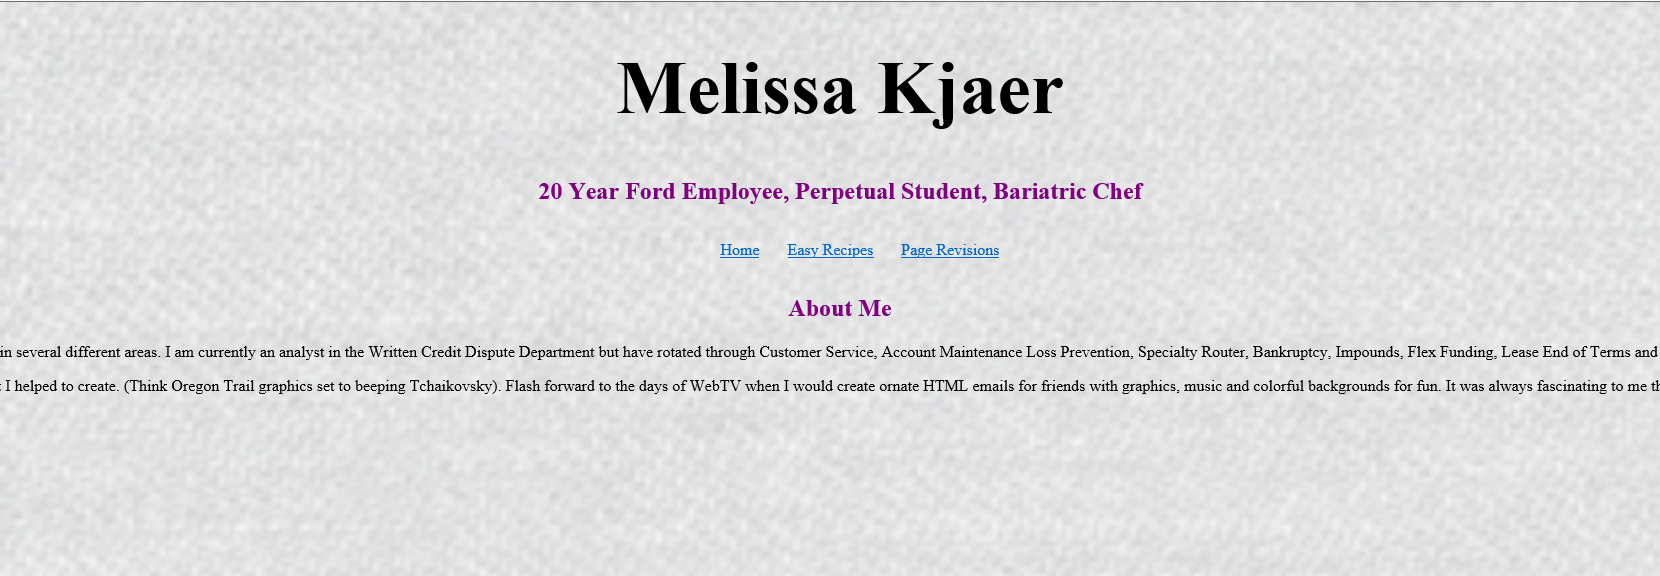 Melissa Kjaer
20 Year Ford Employee, Perpetual Student, Bariatric Chef
Home Easy Recipes Page Revisions
About Me
in several different areas. I am currently an analyst in the Written Credit Dispute Department but have rotated through Customer Service, Account Maintenance Loss Prevention, Specialty Router, Bankruptcy, Impounds, Flex Funding, Lease End of Terms and
I helped to create. (Think Oregon Trail graphics set to beeping Tchaikovsky). Flash forward to the days of WebTV when I would create ornate HTML emails for friends with graphics, music and colorful backgrounds for fun. It was always fascinating to me